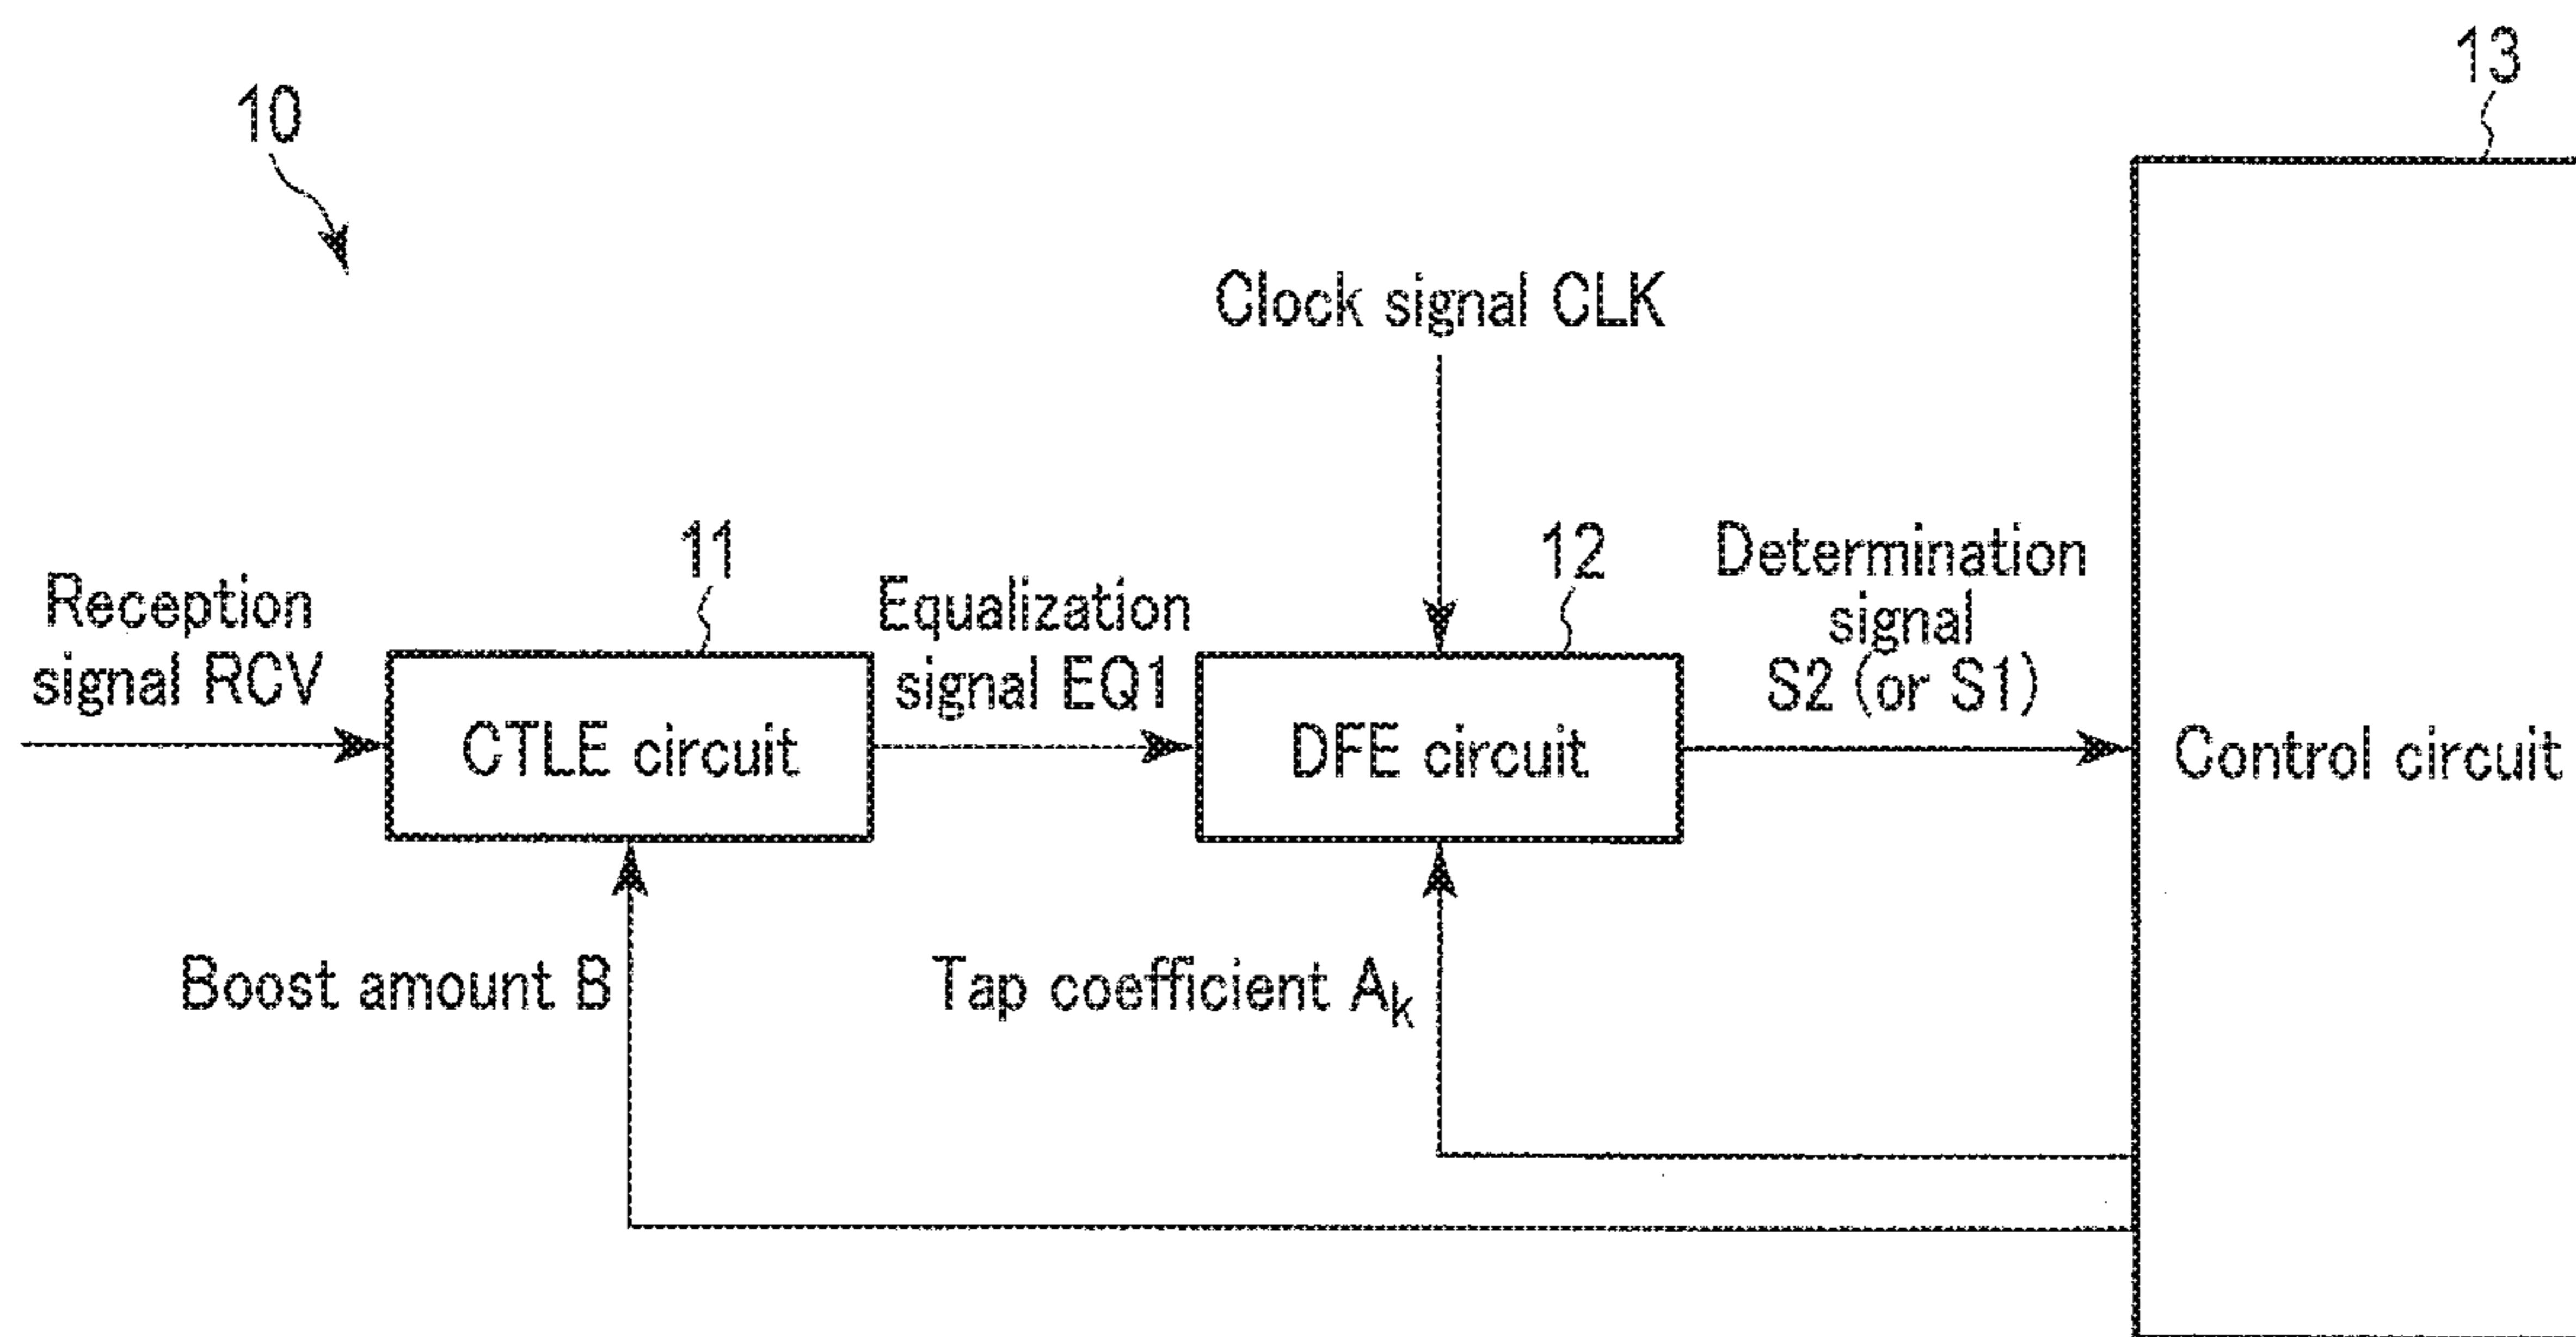 13
10
Clock signal CLK
11
12
Reception
signal RCV
Equalization
signal EQ1
Determination
signal
S2 (or S1)
CTLE circuit
DFE circuit
Control circuit
Boost amount B
Tap coefficient Ak